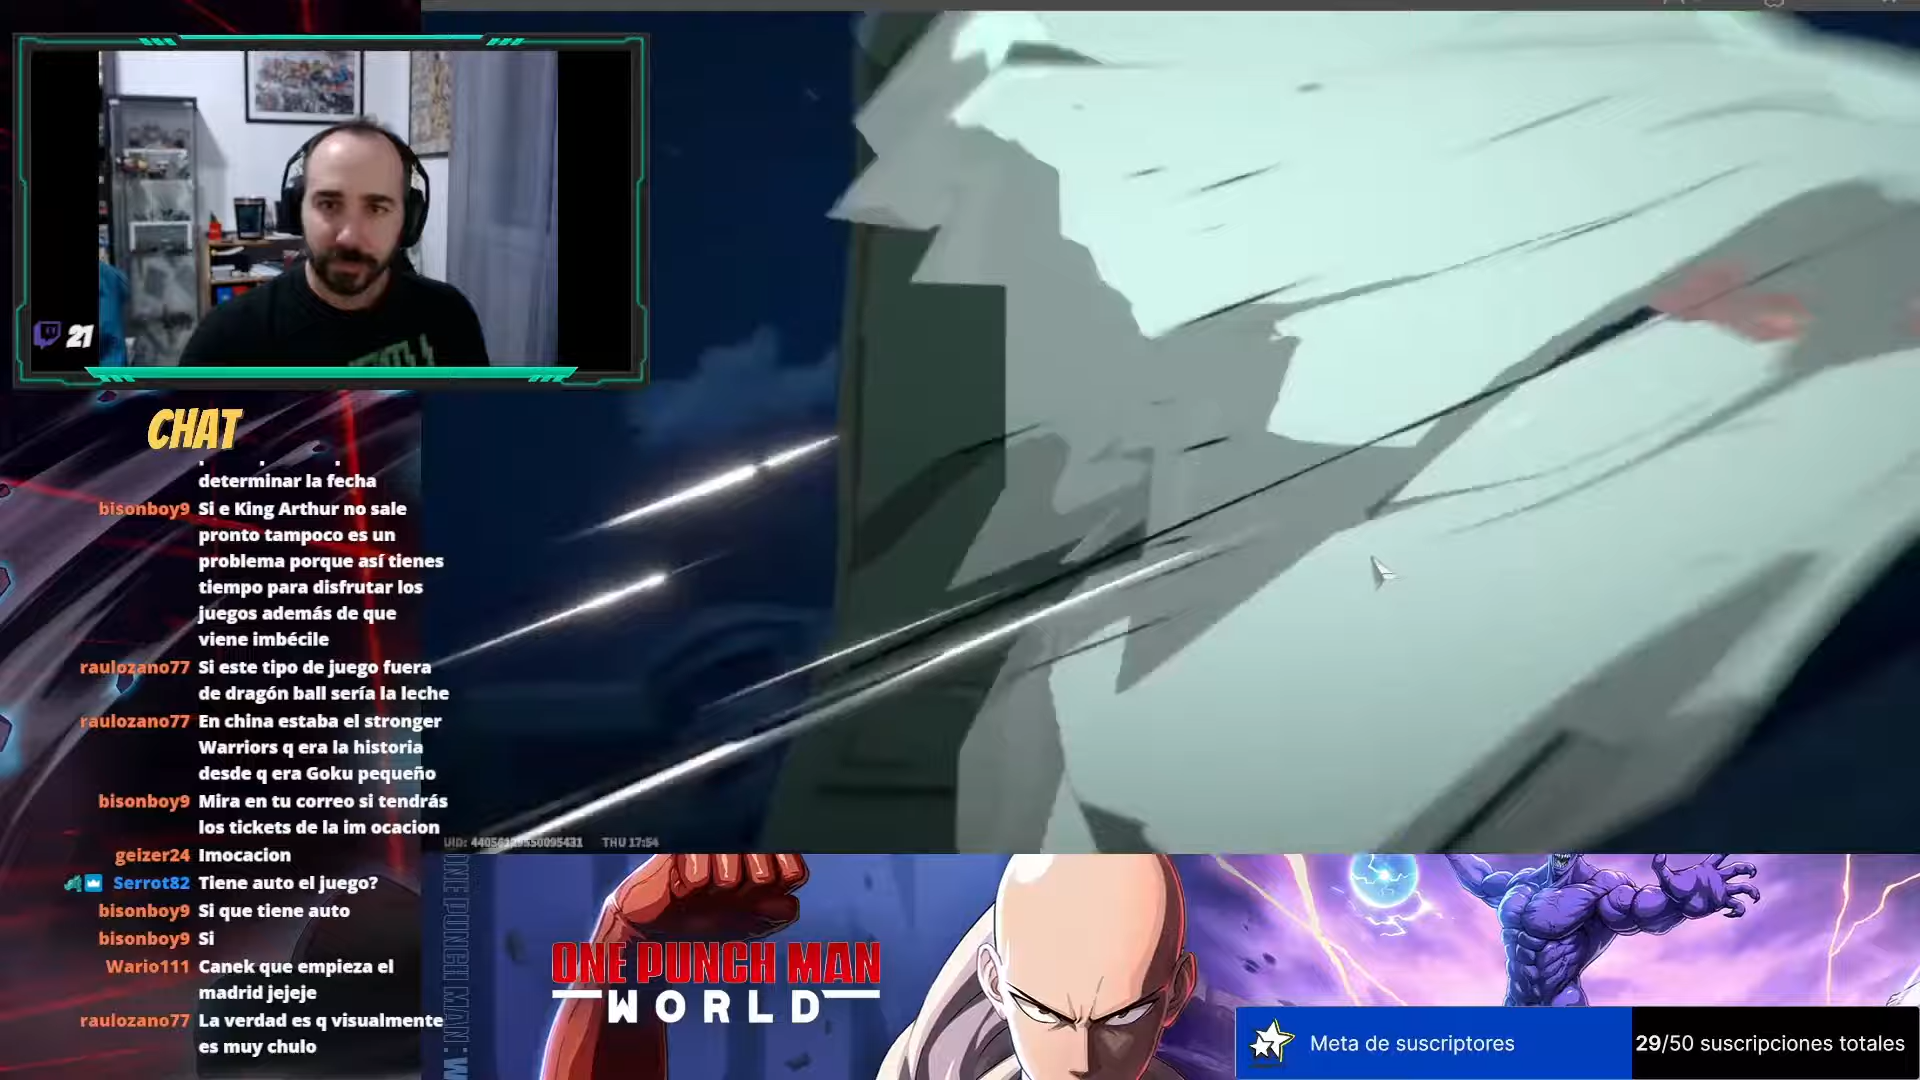 21
CHAT
determinar la fecha
bisonboy9 Si e King Arthur no sale
pronto tampoco es un
problema porque así tienes
tiempo para disfrutar los
juegos además de que
viene imbécile
raulozano77 Si este tipo de juego fuera
de dragón ball sería la leche
raulozano77 En china estaba el stronger
Warriors q era la historia
desde q era Goku pequeño
bisonboy9 Mira en tu correo si tendrás
los tickets de la im ocacion
geizer24 Imocacion
Serrot82 Tiene auto el juego?
bisonboy9 Si que tiene auto
bisonboy9 Si
Wario111 Canek que empieza el
madrid jejeje
raulozano77 La verdad es q visualmente
es muy chulo
UID: THU 17:54
ONE PUNCH MAN : W
ONE PUNCH MAN
WORLD
Meta de suscriptores
29/50 suscripciones totales